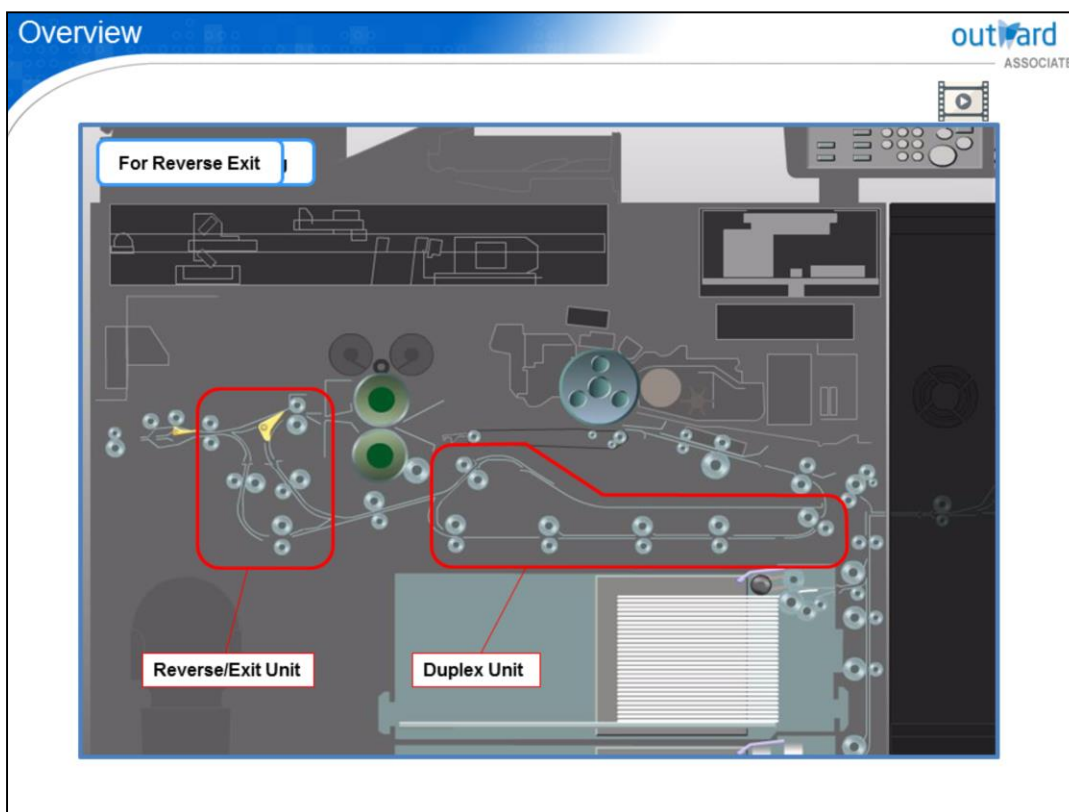 Overview
outward
ASSOCIATE
For Reverse Exit
Reverse/Exit Unit
Duplex Unit